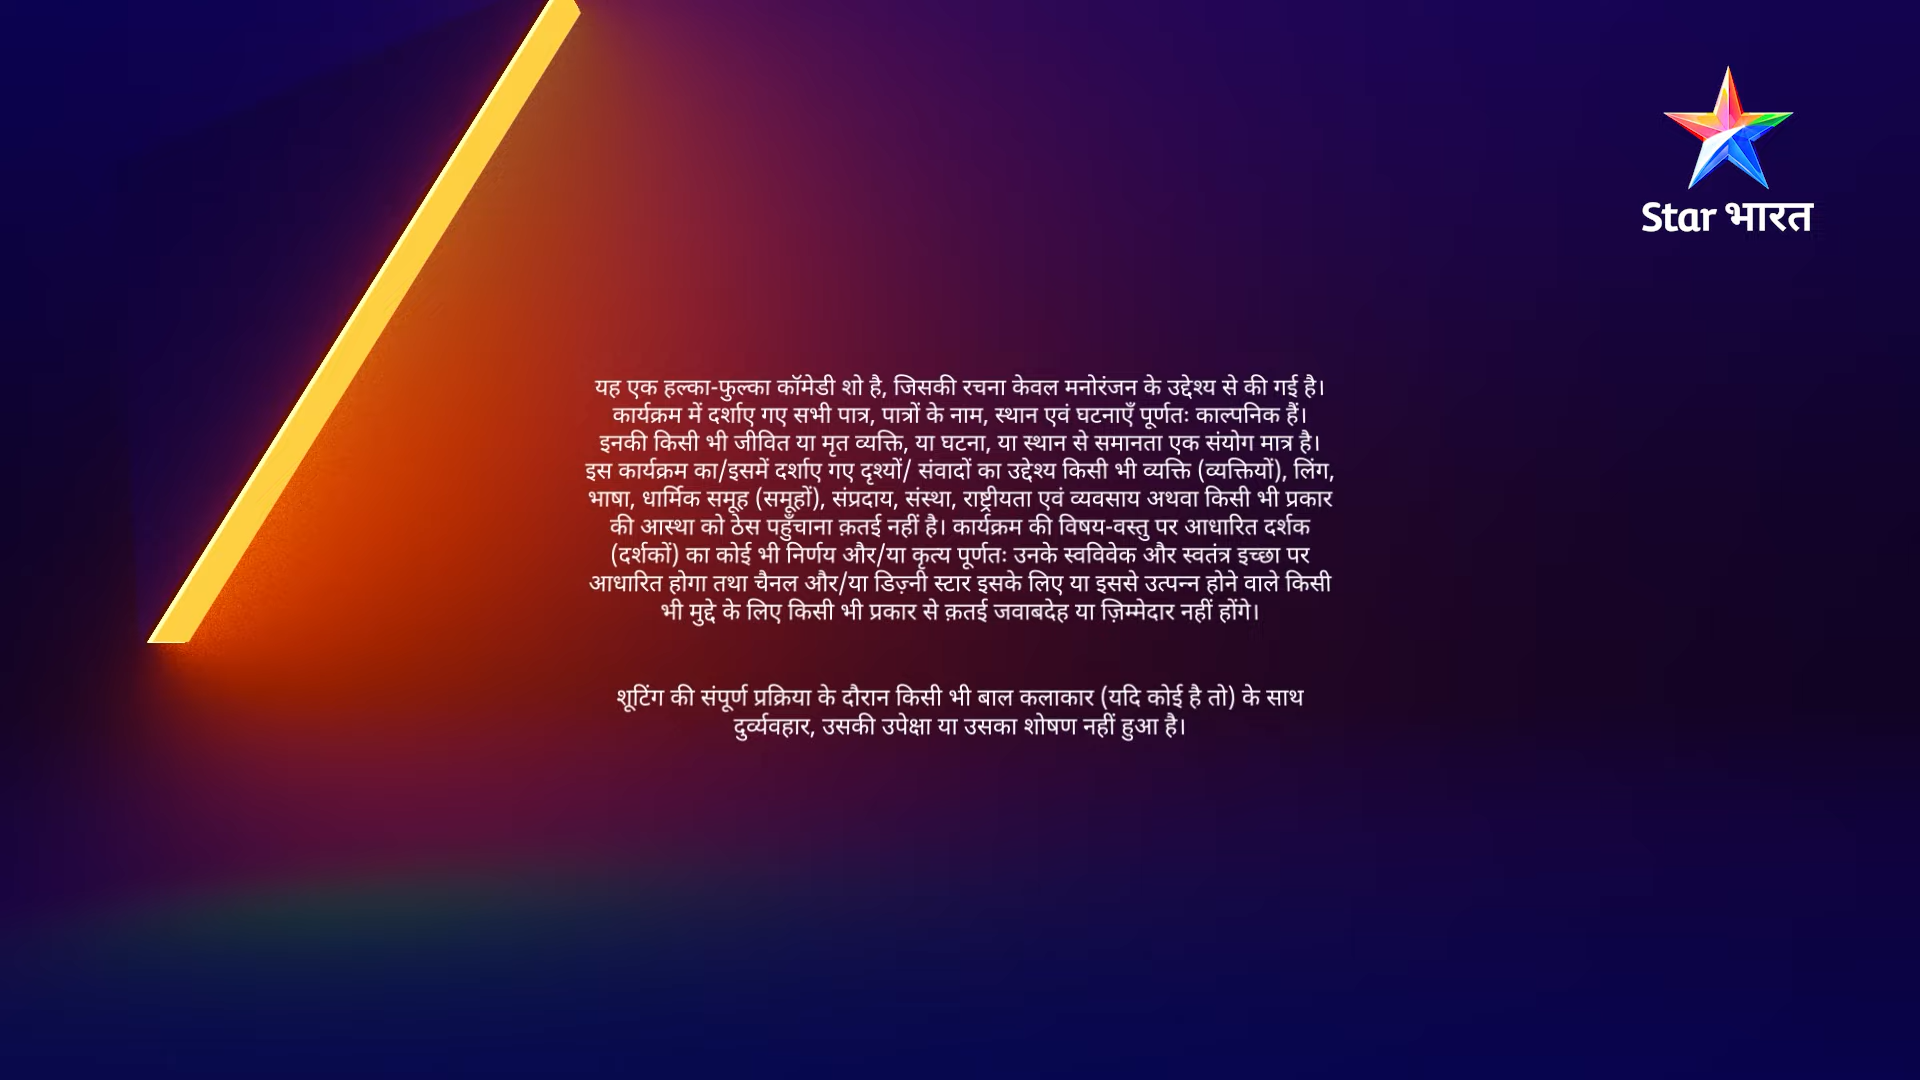 Star भारत
यह एक हल्का-फुल्का कॉमेडी शो है, जिसकी रचना केवल मनोरंजन के उद्देश्य से की गई है।
कार्यक्रम में दर्शाए गए सभी पात्र, पात्रों के नाम, स्थान एवं घटनाएँ पूर्णतः काल्पनिक हैं।
इनकी किसी भी जीवित या मृत व्यक्ति, या घटना, या स्थान से समानता एक संयोग मात्र है।
इस कार्यक्रम का/इसमें दर्शाए गए दृश्यों/ संवादों का उद्देश्य किसी भी व्यक्ति (व्यक्तियों), लिंग,
भाषा, धार्मिक समूह (समूहों), संप्रदाय, संस्था, राष्ट्रीयता एवं व्यवसाय अथवा किसी भी प्रकार
की आस्था को ठेस पहुँचाना क़तई नहीं है। कार्यक्रम की विषय-वस्तु पर आधारित दर्शक
(दर्शकों) का कोई भी निर्णय और/या कृत्य पूर्णतः उनके स्वविवेक और स्वतंत्र इच्छा पर
आधारित होगा तथा चैनल और/या डिज़्नी स्टार इसके लिए या इससे उत्पन्न होने वाले किसी
भी मुद्दे के लिए किसी भी प्रकार से क़तई जवाबदेह या ज़िम्मेदार नहीं होंगे।
शूटिंग की संपूर्ण प्रक्रिया के दौरान किसी भी बाल कलाकार (यदि कोई है तो) के साथ
दुर्व्यवहार, उसकी उपेक्षा या उसका शोषण नहीं हुआ है।